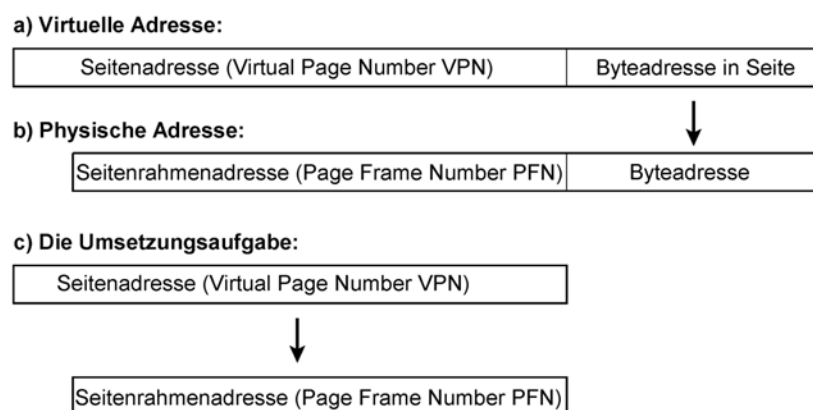 a) Virtuelle Adresse:
Seitenadresse (Virtual Page Number VPN) Byteadresse in Seite
b) Physische Adresse:
Seitenrahmenadresse (Page Frame Number PFN) Byteadresse
c) Die Umsetzungsaufgabe:
Seitenadresse (Virtual Page Number VPN)
Seitenrahmenadresse (Page Frame Number PFN)